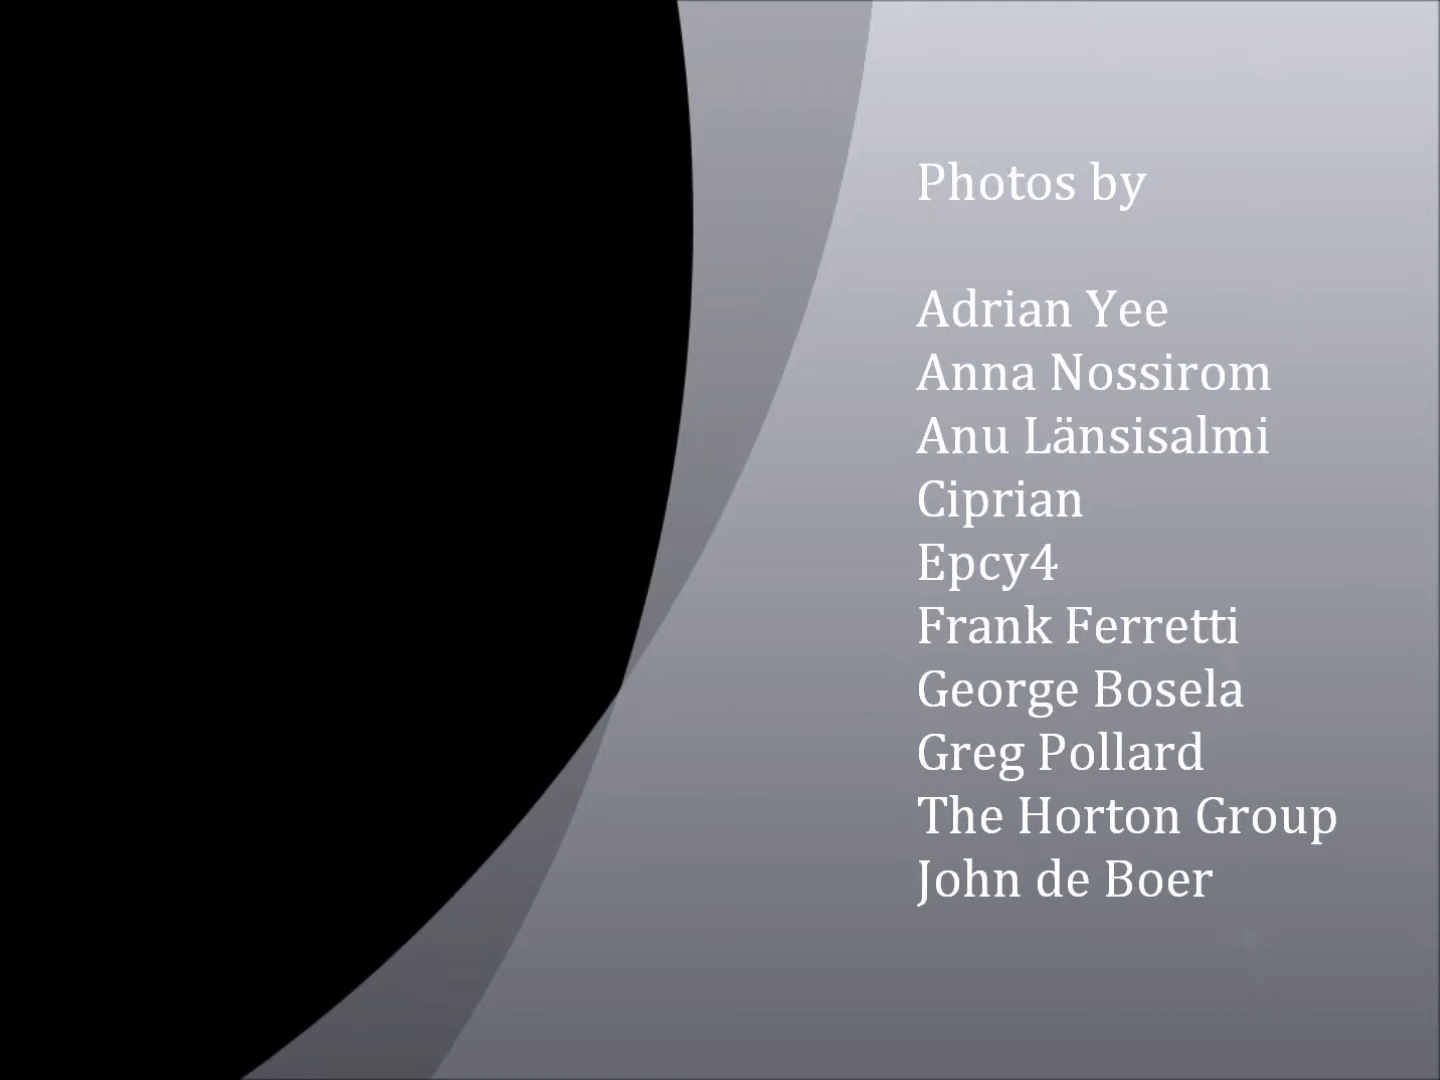 Photos by
Adrian Yee
Anna Nossirom
Anu Länsisalmi
Ciprian
Epcy4
Frank Ferretti
George Bosela
Greg Pollard
The Horton Group
John de Boer